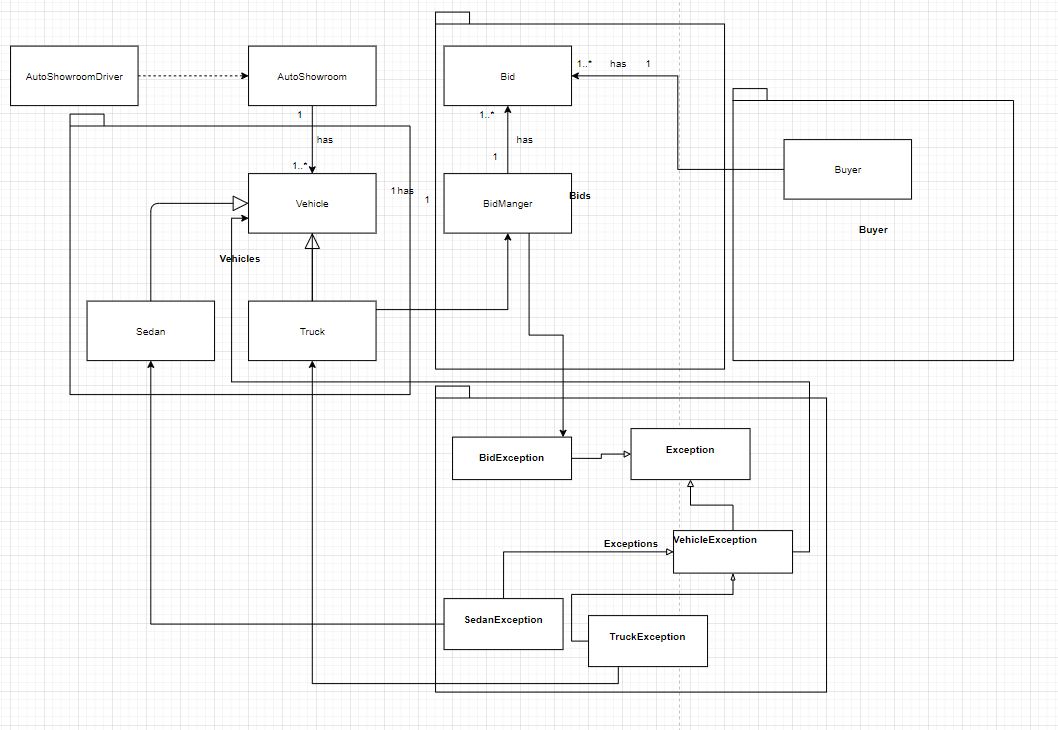 AutoShowroomDriver
AutoShowroom
Bid
1..* has 1
1
has
1..*
1..*
has
1
Vehicle
1 has 1
BidManger
Bids
Buyer
Buyer
Vehicles
Sedan
Truck
BidException
Exception
Exceptions
VehicleException
SedanException
TruckException